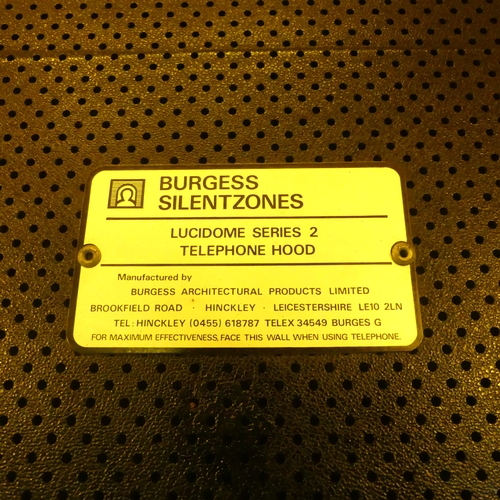 BURGESS
SILENTZONES
LUCIDOME SERIES 2
TELEPHONE HOOD
Manufactured by
BURGESS ARCHITECTURAL PRODUCTS LIMITED
BROOKFIELD ROAD · HINCKLEY · LEICESTERSHIRE LE10 2LN
TEL: HINCKLEY (0455) 618787 TELEX 34549 BURGES G
FOR MAXIMUM EFFECTIVENESS, FACE THIS WALL WHEN USING TELEPHONE.